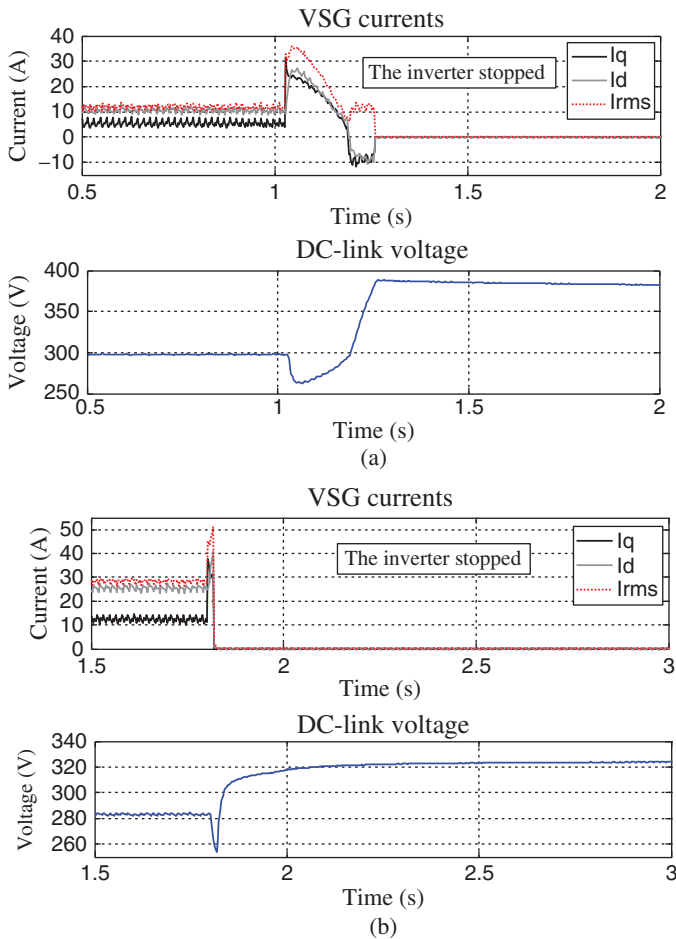 VSG currents
Current (A)
40
30
20
10
0
−10
The inverter stopped
Iq
Id
Irms
0.5
1
1.5
2
Time (s)
DC-link voltage
Voltage (V)
400
350
300
250
0.5
1
1.5
2
Time (s)
(a)
VSG currents
Current (A)
50
40
30
20
10
0
The inverter stopped
Iq
Id
Irms
1.5
2
2.5
3
Time (s)
DC-link voltage
Voltage (V)
340
320
300
280
260
1.5
2
2.5
3
Time (s)
(b)